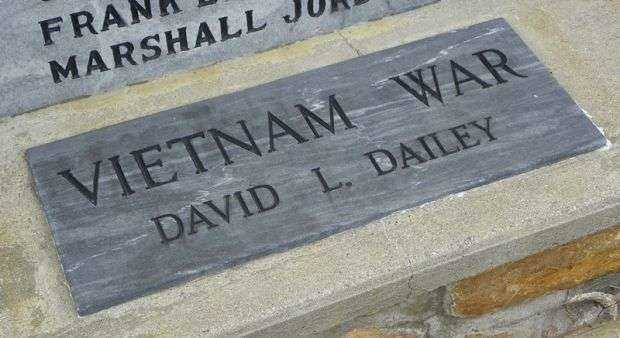 FRANK
MARSHALL
VIETNAM WAR
DAVID L. DAILEY